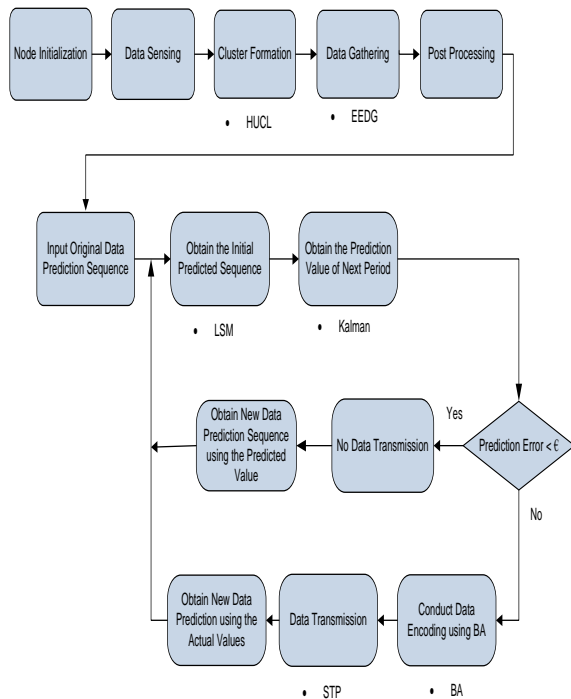 Node Initialization
Data Sensing
Cluster Formation
Data Gathering
Post Processing
• HUCL
• EEDG
Input Original Data
Prediction Sequence
Obtain the Initial
Predicted Sequence
Obtain the Prediction
Value of Next Period
• LSM
• Kalman
Obtain New Data
Prediction Sequence
using the Predicted
Value
No Data Transmission
Yes
Prediction Error < €
No
Obtain New Data
Prediction using the
Actual Values
Data Transmission
Conduct Data
Encoding using BA
• STP
• BA